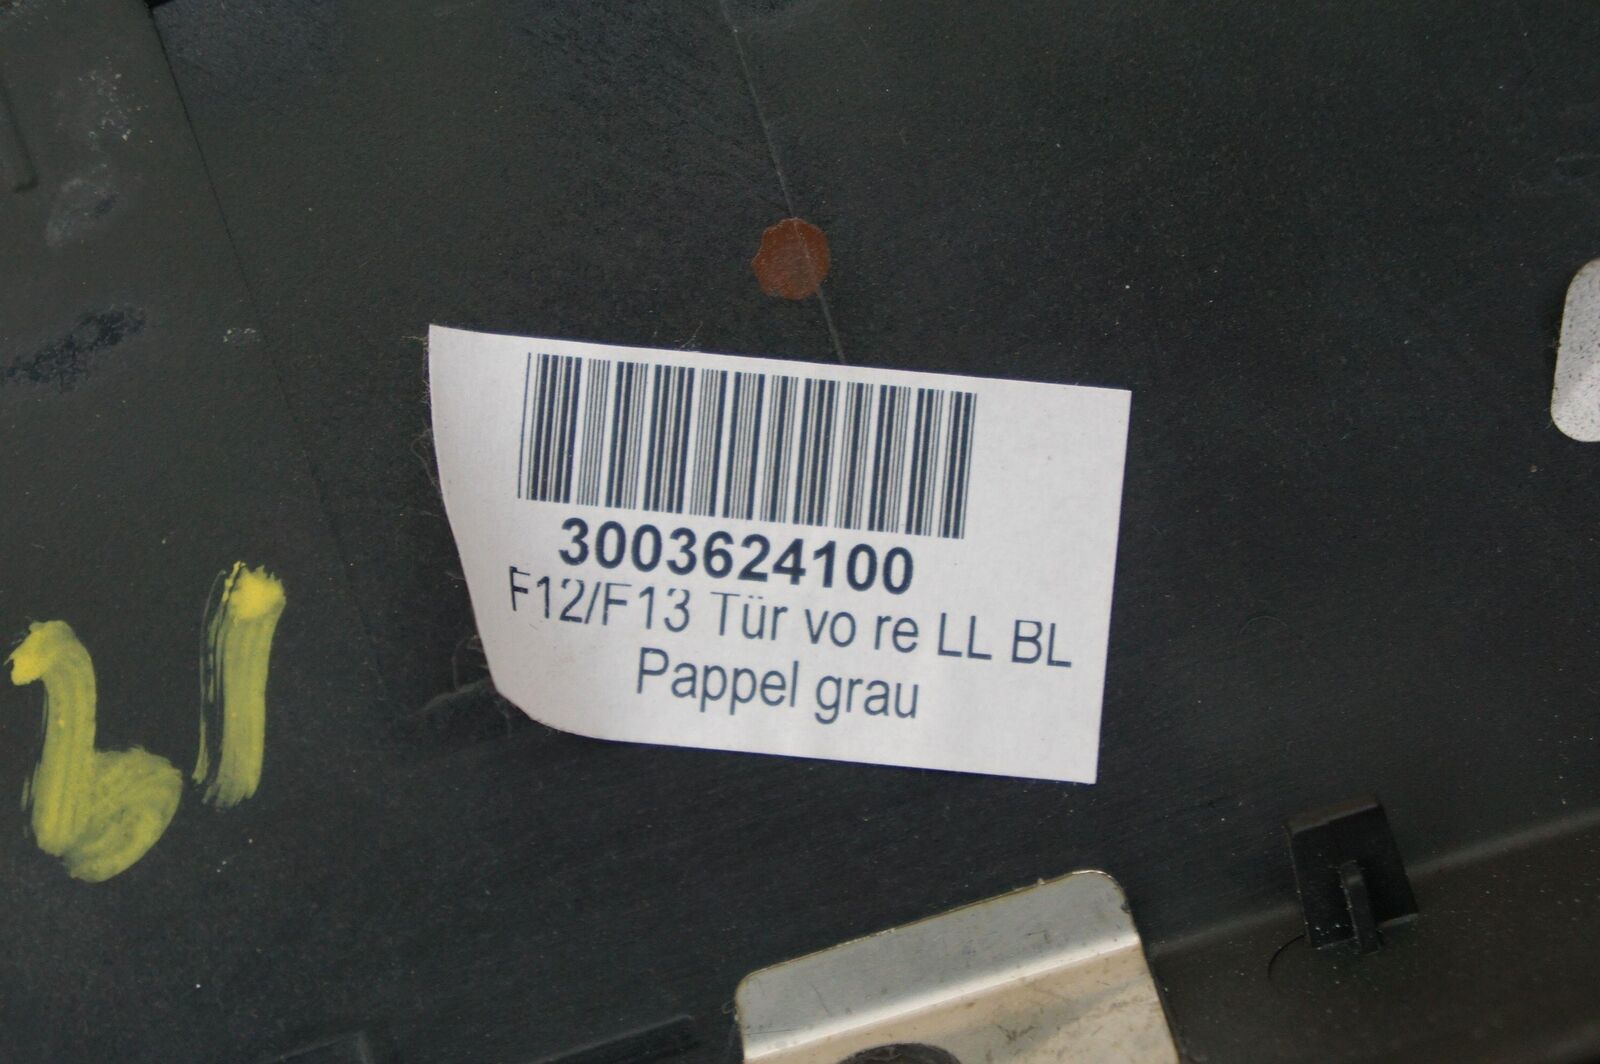 3003624100
F12/F13 Tür vo re LL BL
Pappel grau